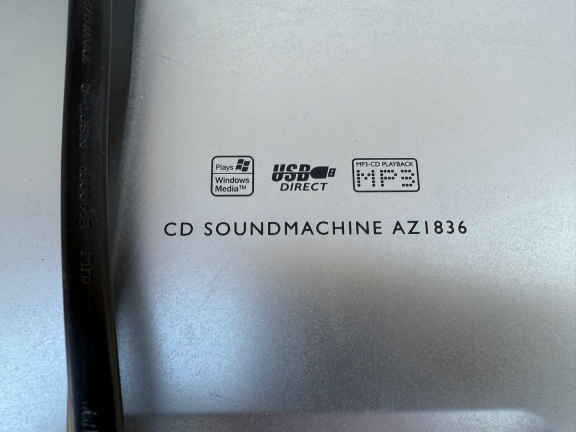 Plays
Windows
Media™
USB
DIRECT
MP3-CD PLAYBACK
MP3
CD SOUNDMACHINE AZ1836